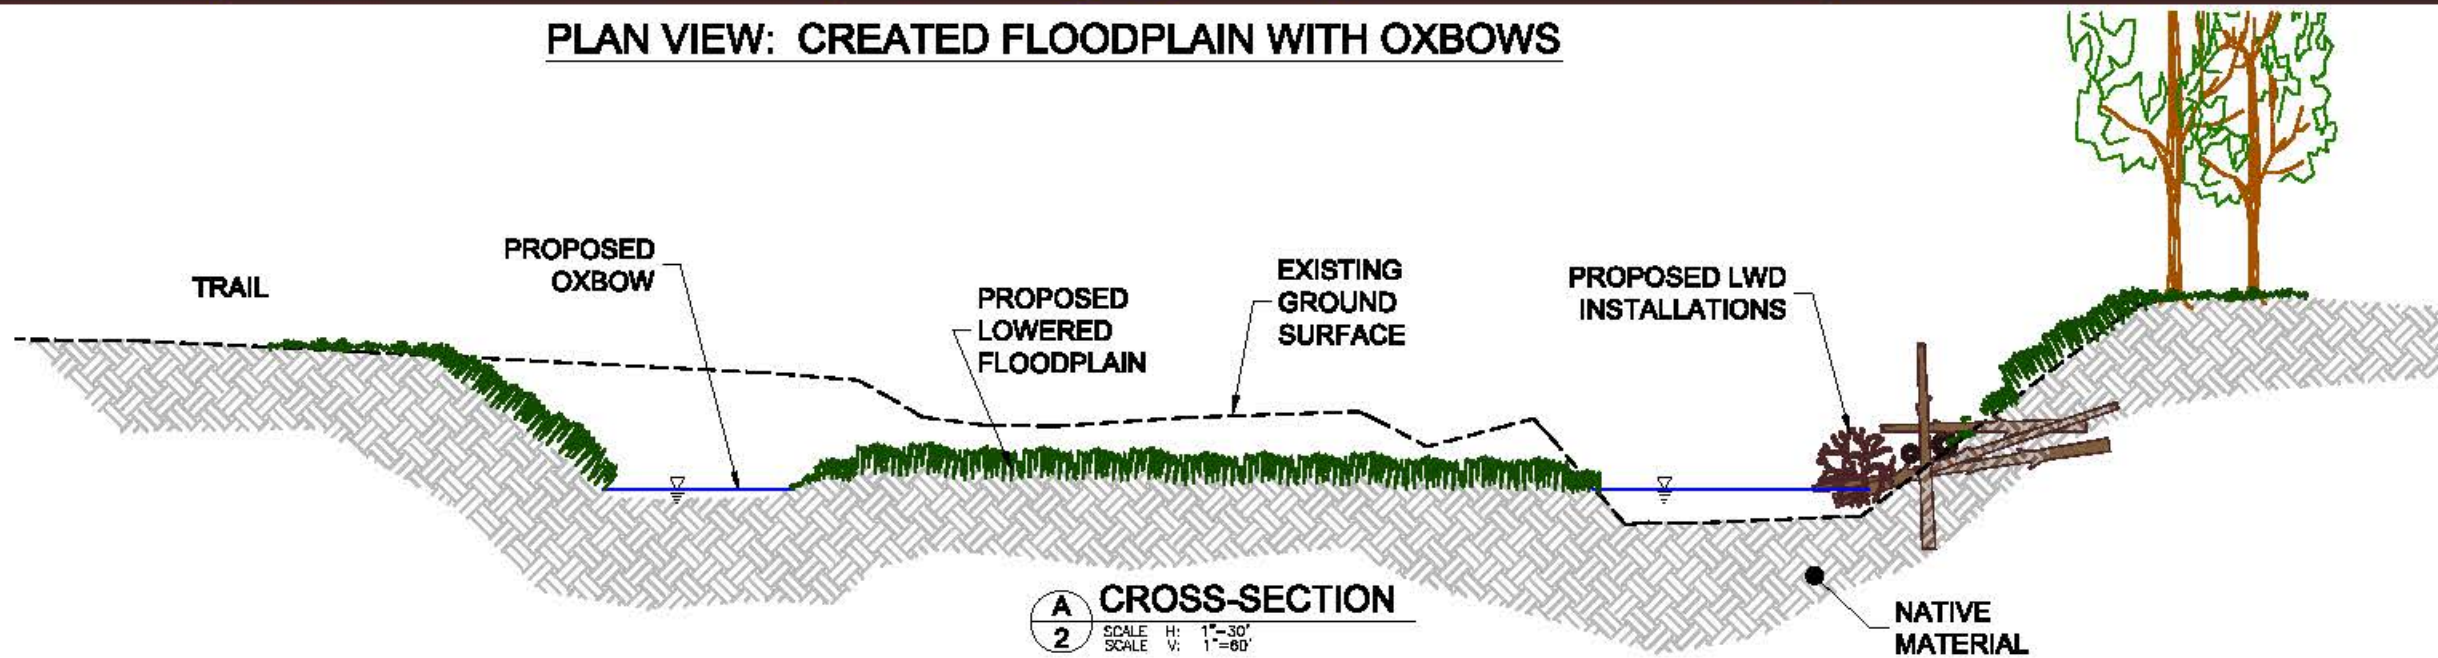 PLAN VIEW: CREATED FLOODPLAIN WITH OXBOWS
TRAIL
PROPOSED
OXBOW
PROPOSED
LOWERED
FLOODPLAIN
EXISTING
GROUND
SURFACE
PROPOSED LWD
INSTALLATIONS
A
2
CROSS-SECTION
SCALE H: 1"=30'
SCALE V: 1"=60'
NATIVE
MATERIAL